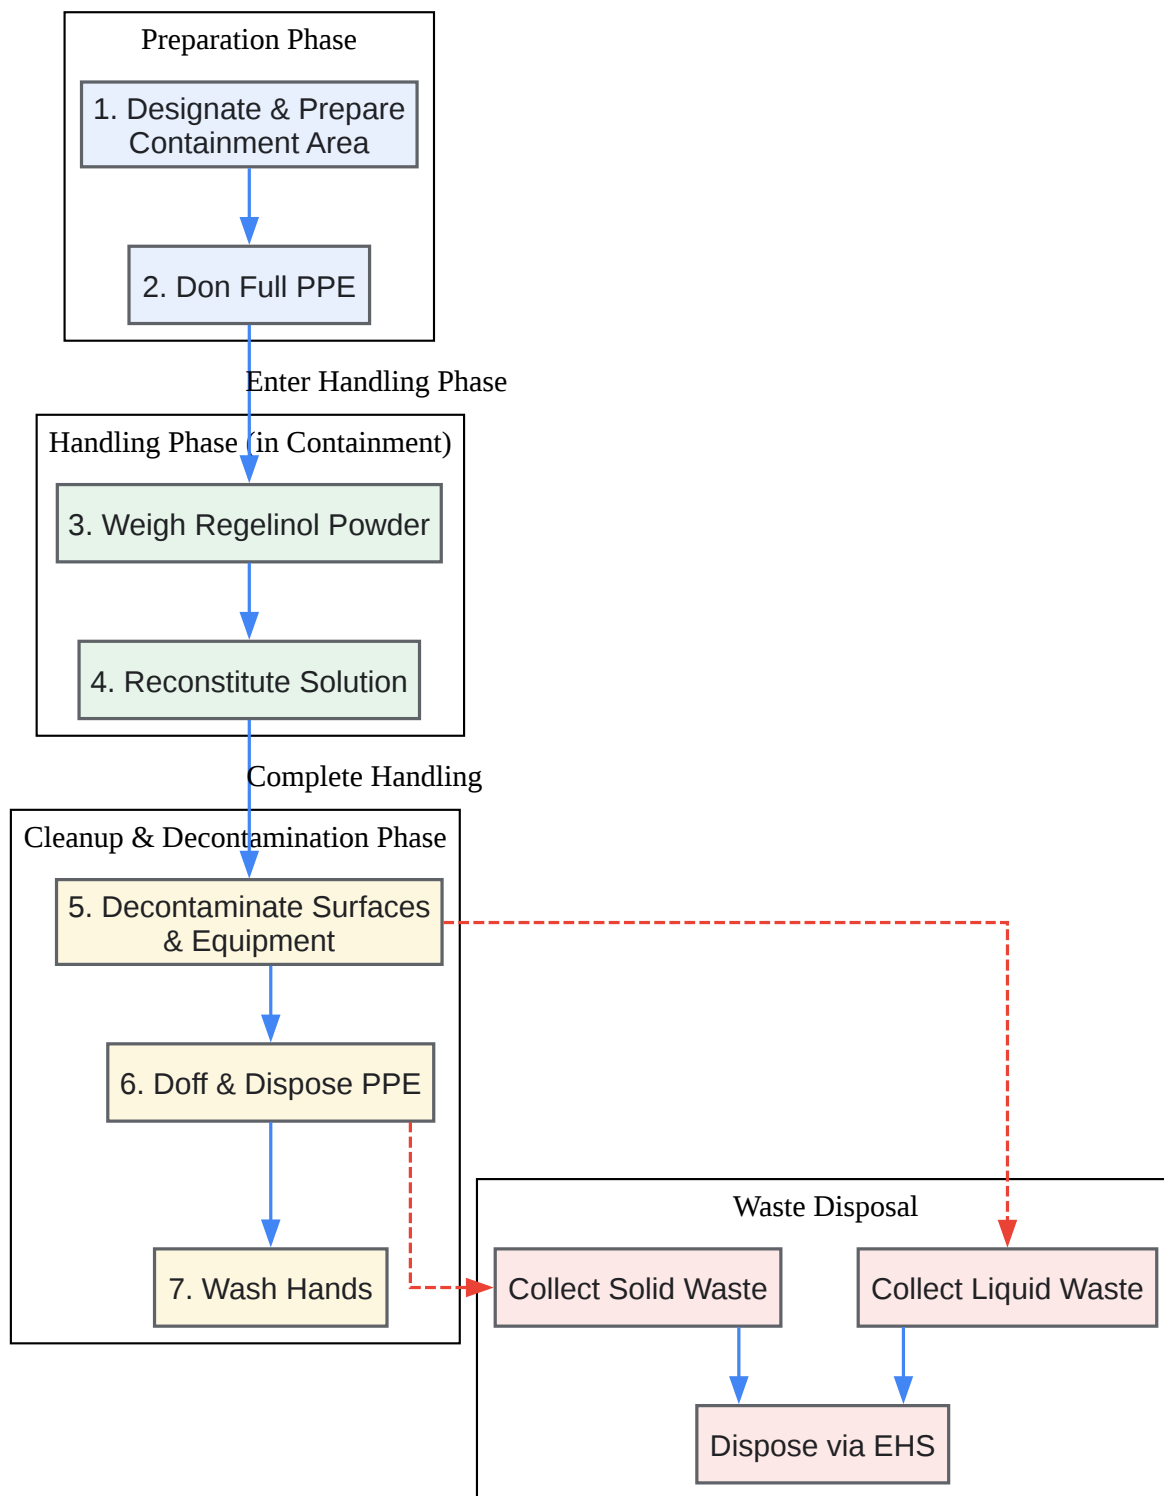 Preparation Phase
1. Designate & Prepare
Containment Area
2. Don Full PPE
Enter Handling Phase
Handling Phase (in Containment)
3. Weigh Regelinol Powder
4. Reconstitute Solution
Complete Handling
Cleanup & Decontamination Phase
5. Decontaminate Surfaces
& Equipment
6. Doff & Dispose PPE
7. Wash Hands
Waste Disposal
Collect Solid Waste
Collect Liquid Waste
Dispose via EHS